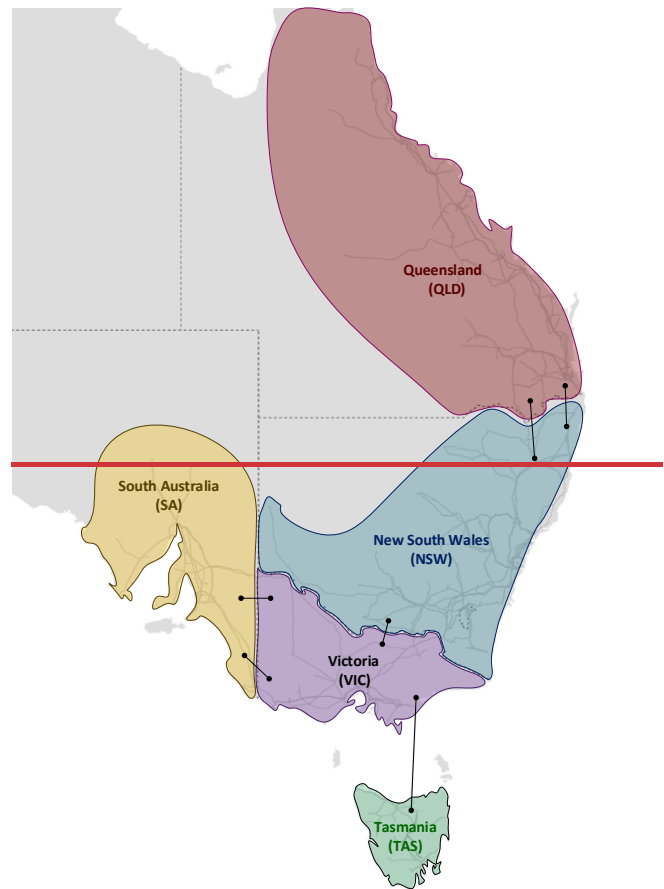 Queensland
(QLD)
South Australia
(SA)
New South Wales
(NSW)
Victoria
(VIC)
Tasmania
(TAS)